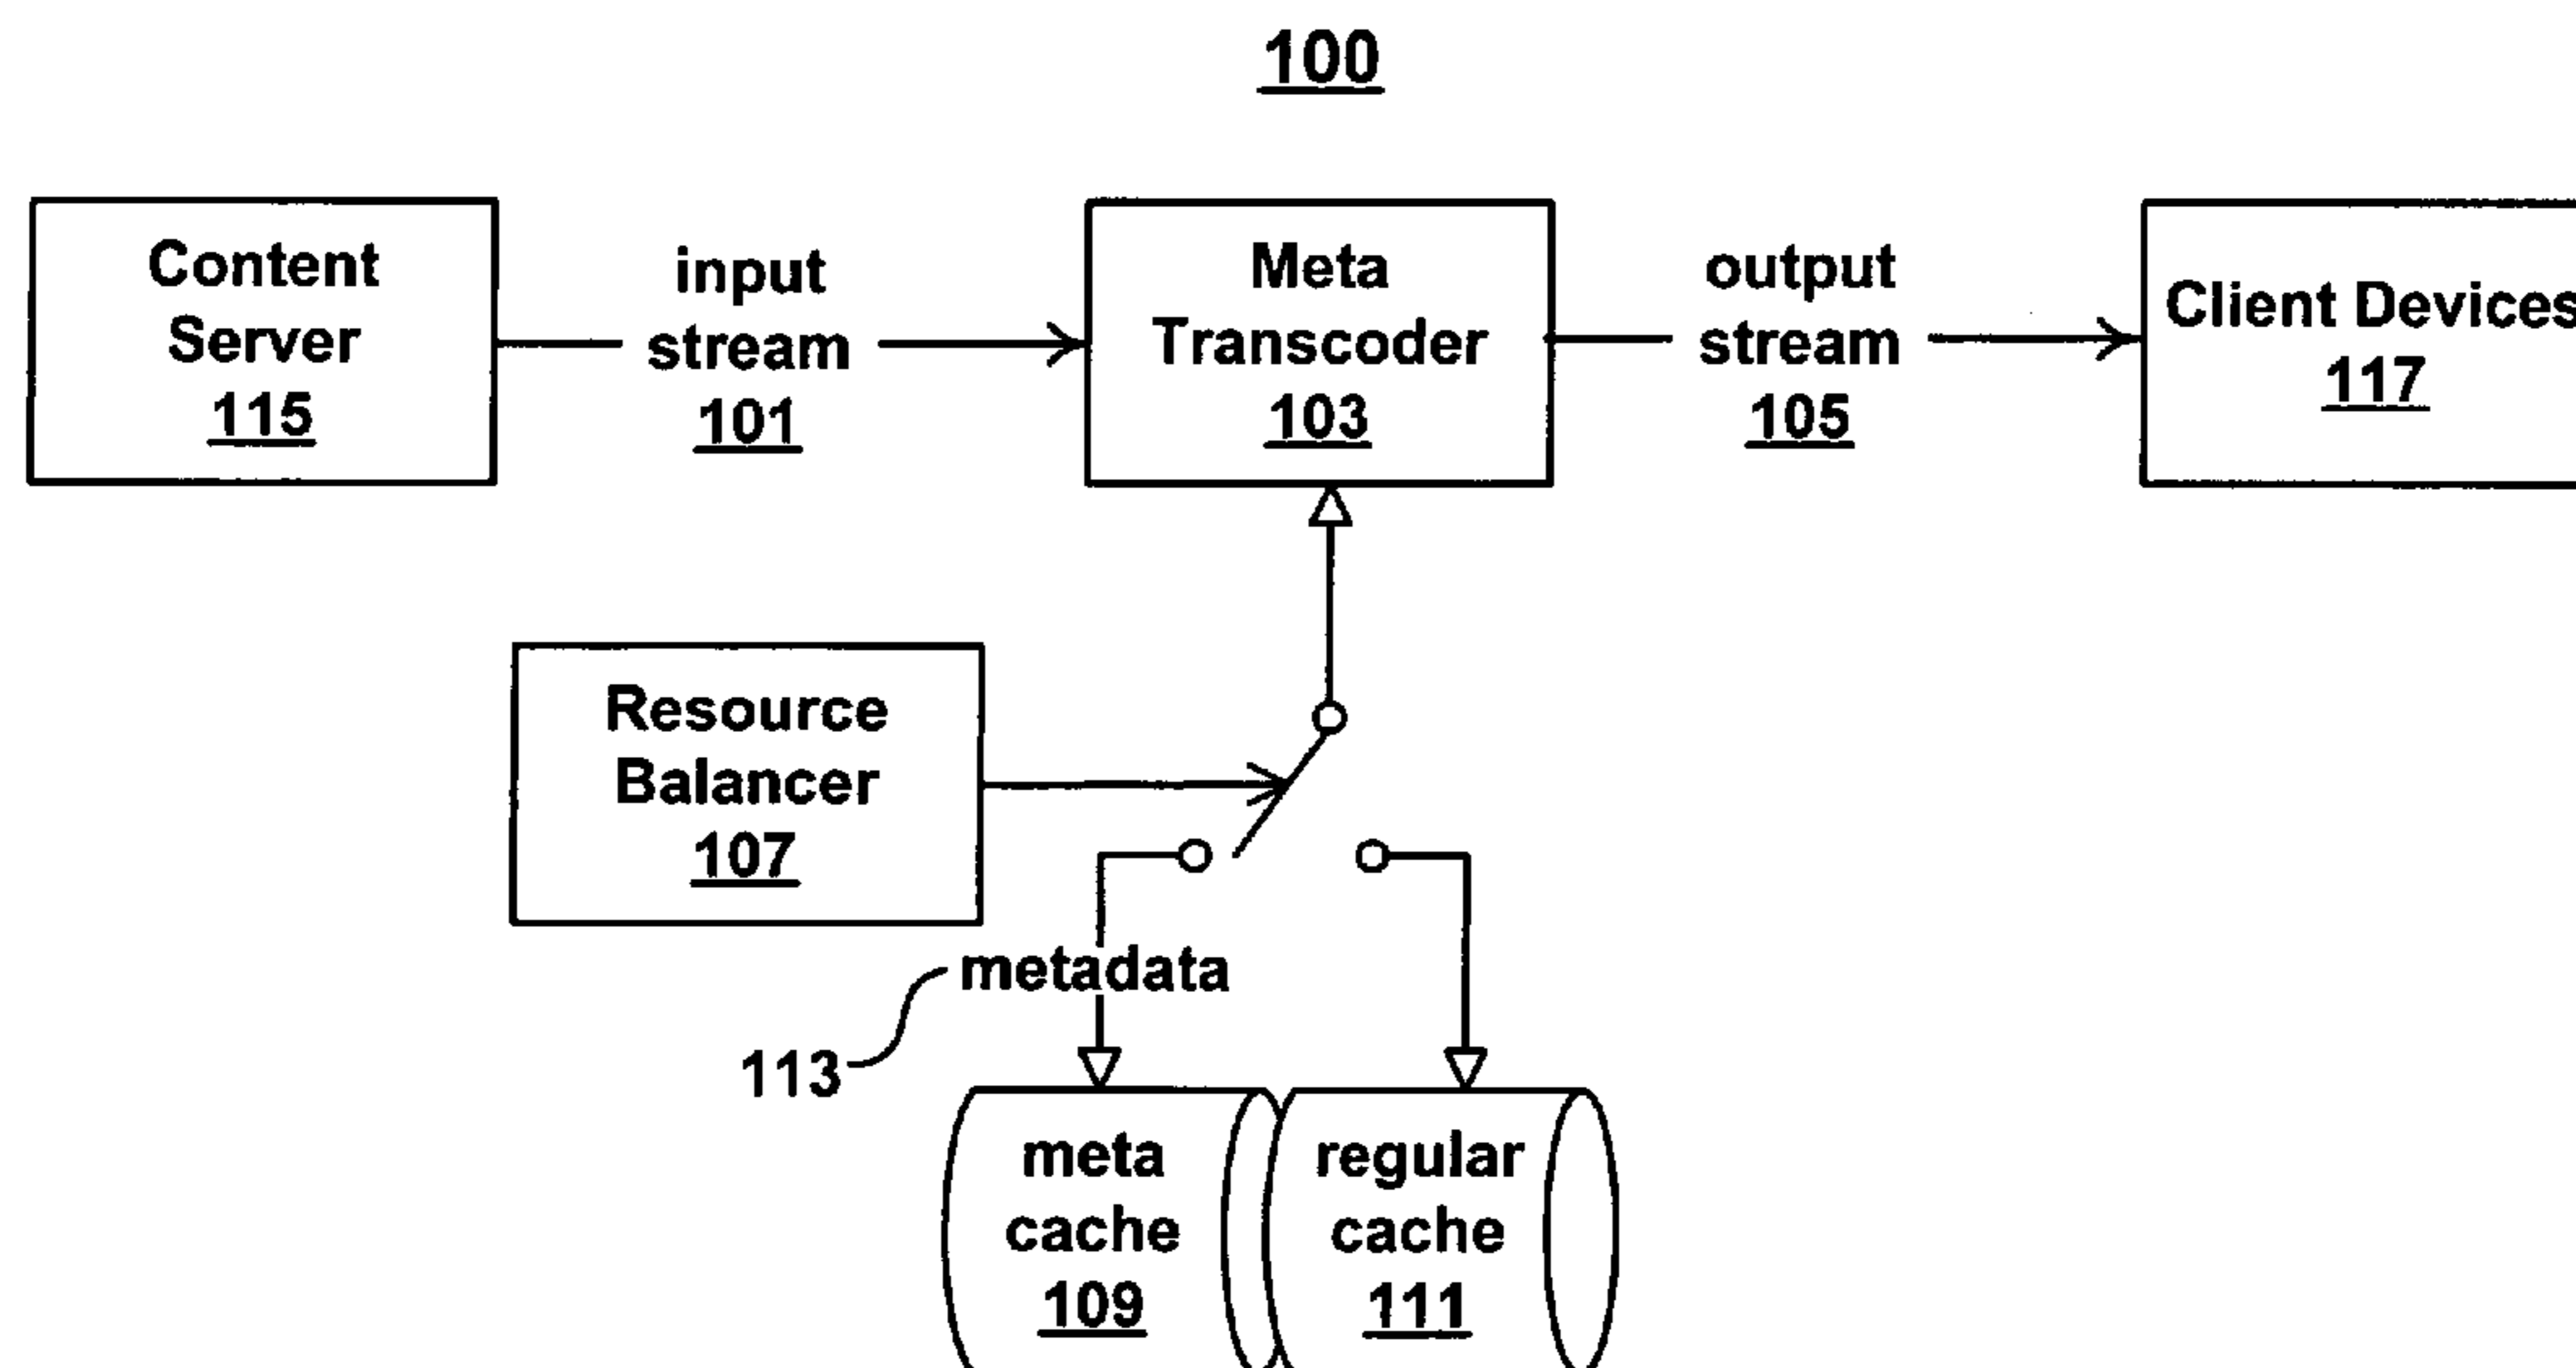 100
Content
Server
115
input
stream
101
Meta
Transcoder
103
output
stream
105
Client Devices
117
Resource
Balancer
107
metadata
113
meta
cache
109
regular
cache
111